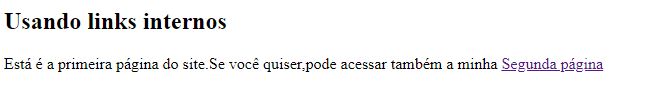 Usando links internos
Está é a primeira página do site.Se você quiser,pode acessar também a minha Segunda página